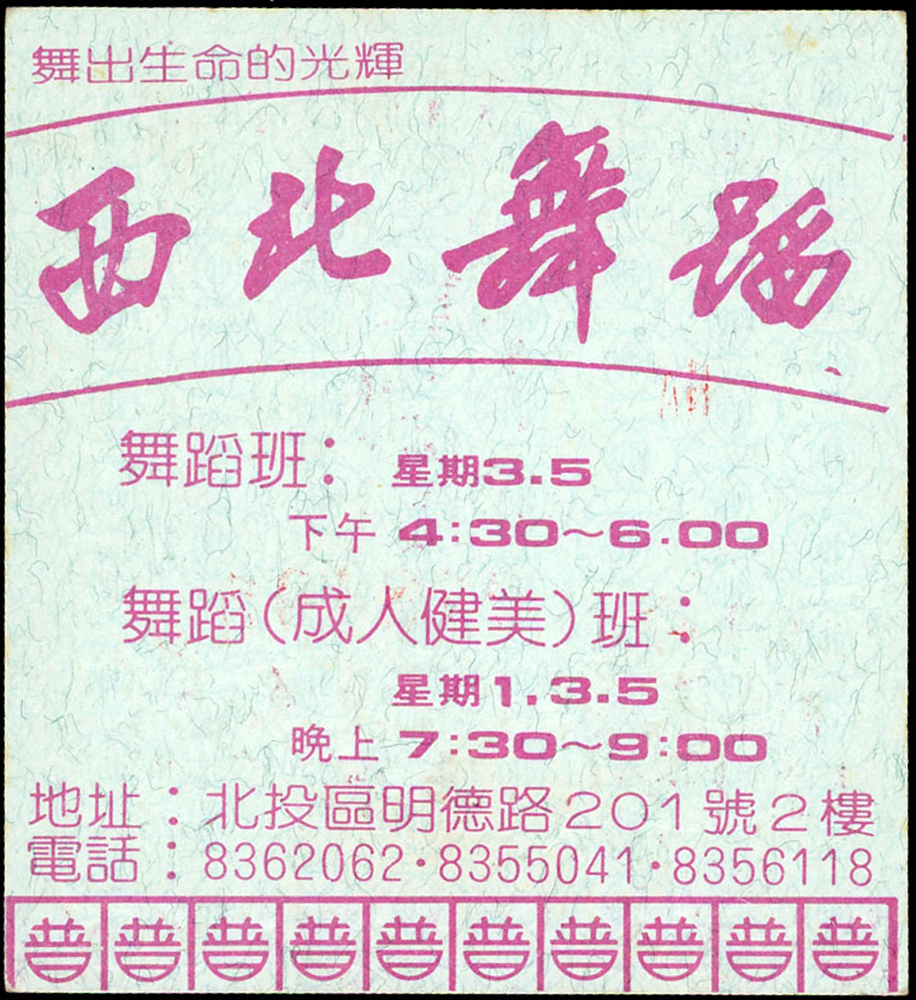 舞出生命的光輝
西北舞蹈
舞蹈班：星期3.5
下午 4:30～6.00
舞蹈（成人健美）班：
星期1.3.5
晚上 7:30～9:00
地址：北投區明德路201號2樓
電話：8362062·8355041·8356118
普 普 普 普 普 普 普 普 普 普